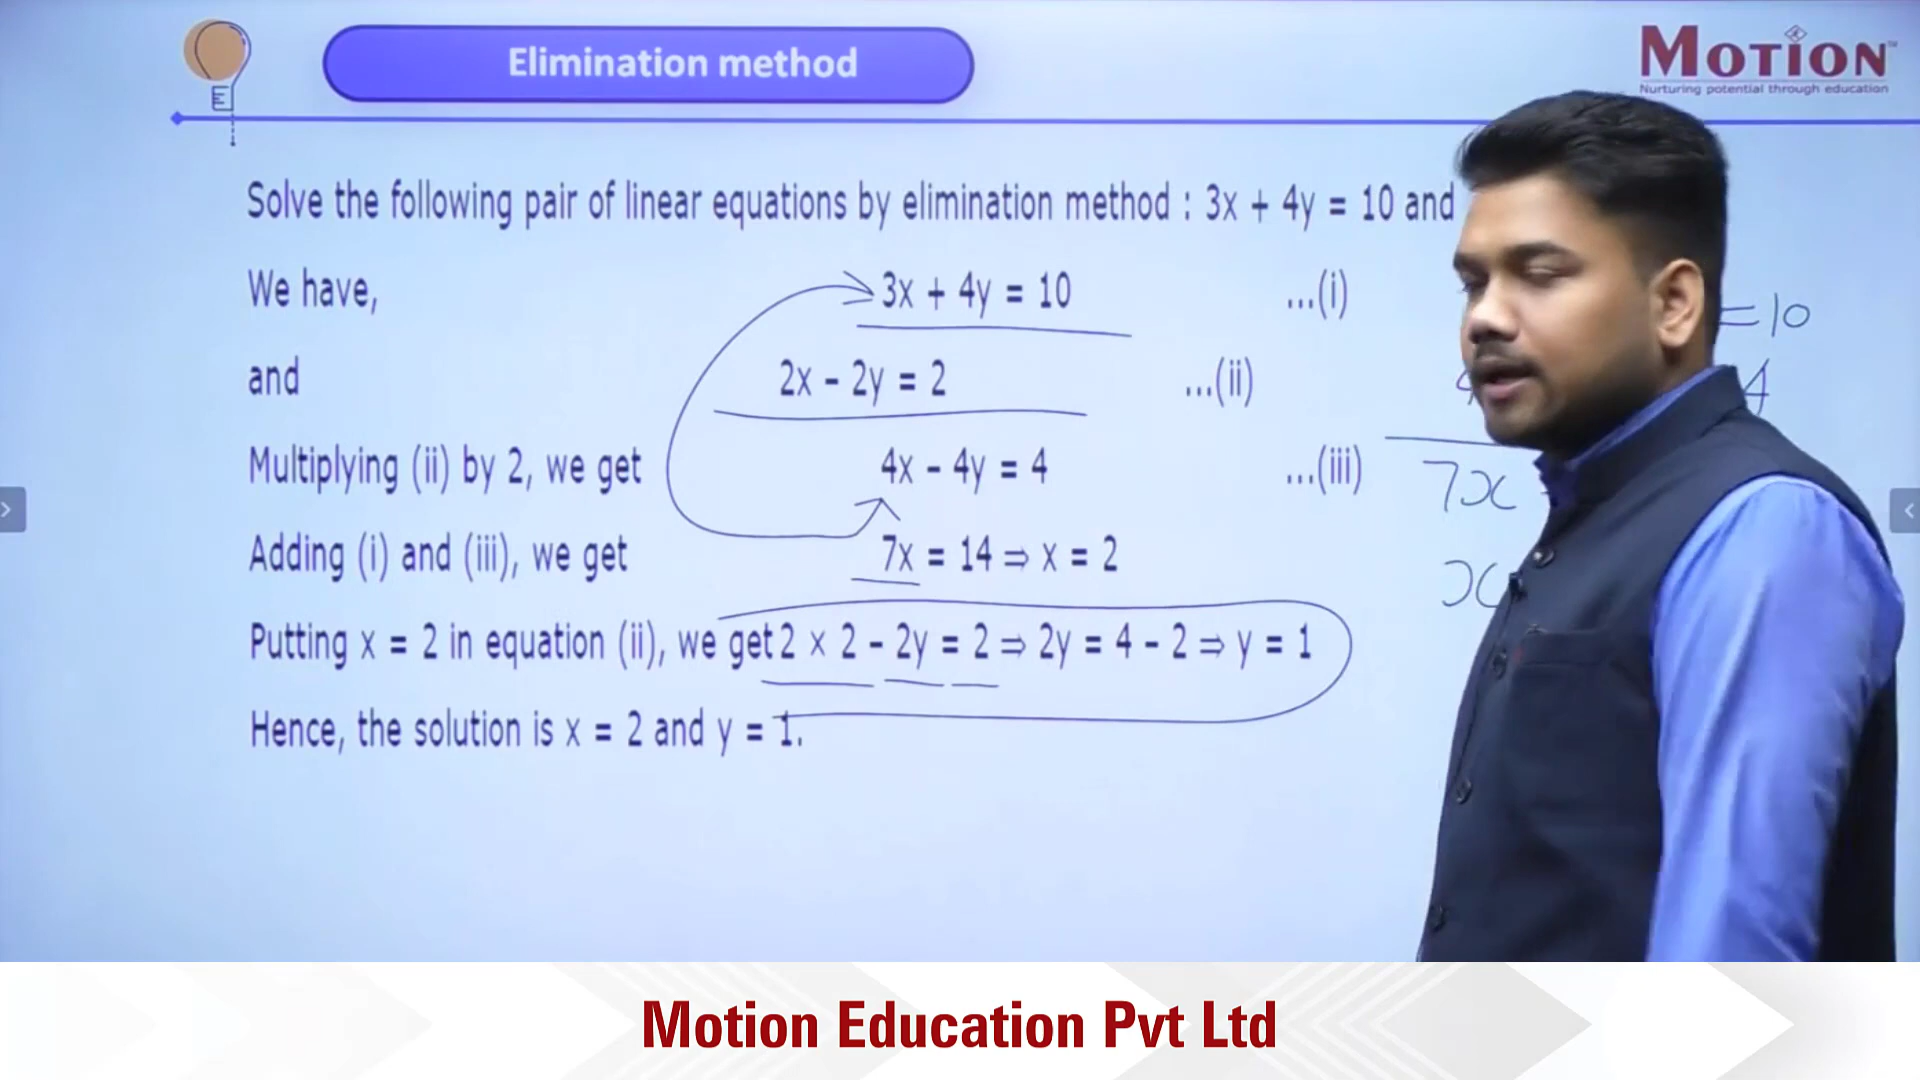 Elimination method
MOTION
Nurturing potential through education
Solve the following pair of linear equations by elimination method : 3x + 4y = 10 and
We have, 3x + 4y = 10 ...(i)
=10
and 2x - 2y = 2 ...(ii)
4
Multiplying (ii) by 2, we get 4x - 4y = 4 ...(iii)
7x
Adding (i) and (iii), we get 7x = 14 ⇒ x = 2
x
Putting x = 2 in equation (ii), we get 2 × 2 - 2y = 2 ⇒ 2y = 4 - 2 ⇒ y = 1
Hence, the solution is x = 2 and y = 1.
Motion Education Pvt Ltd